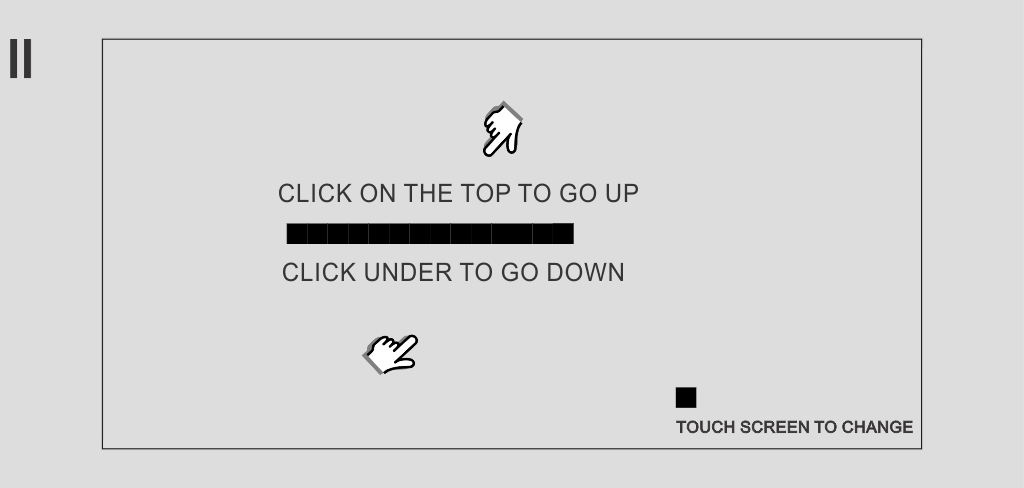 CLICK ON THE TOP TO GO UP
CLICK UNDER TO GO DOWN
TOUCH SCREEN TO CHANGE